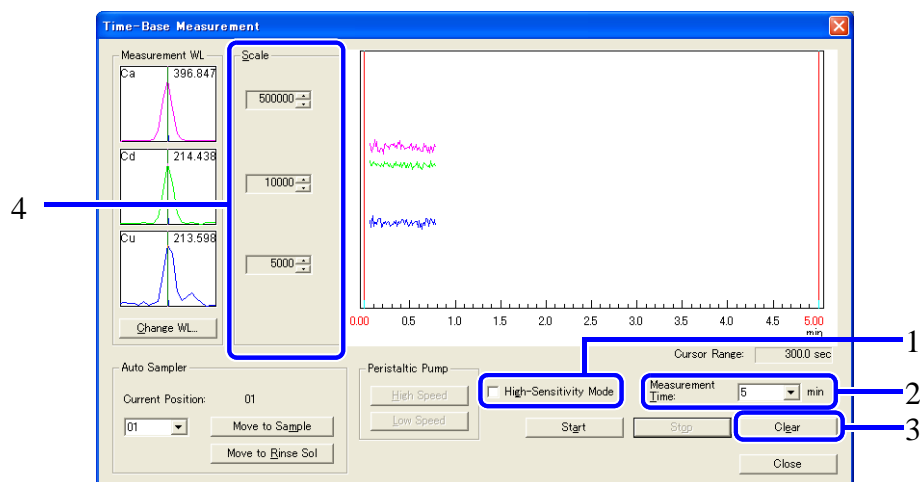 Time-Base Measurement
Measurement WL
Scale
Ca 396.847
500000
Cd 214.438
10000
4
Cu 213.598
5000
Change WL...
0.00 0.5 1.0 1.5 2.0 2.5 3.0 3.5 4.0 4.5 5.00
min
Cursor Range: 300.0 sec
1
Auto Sampler
Peristaltic Pump
Current Position: 01
High Speed
High-Sensitivity Mode
Measurement
Time: 5 min
2
01
Move to Sample
Low Speed
Start
Stop
Clear
3
Move to Rinse Sol
Close